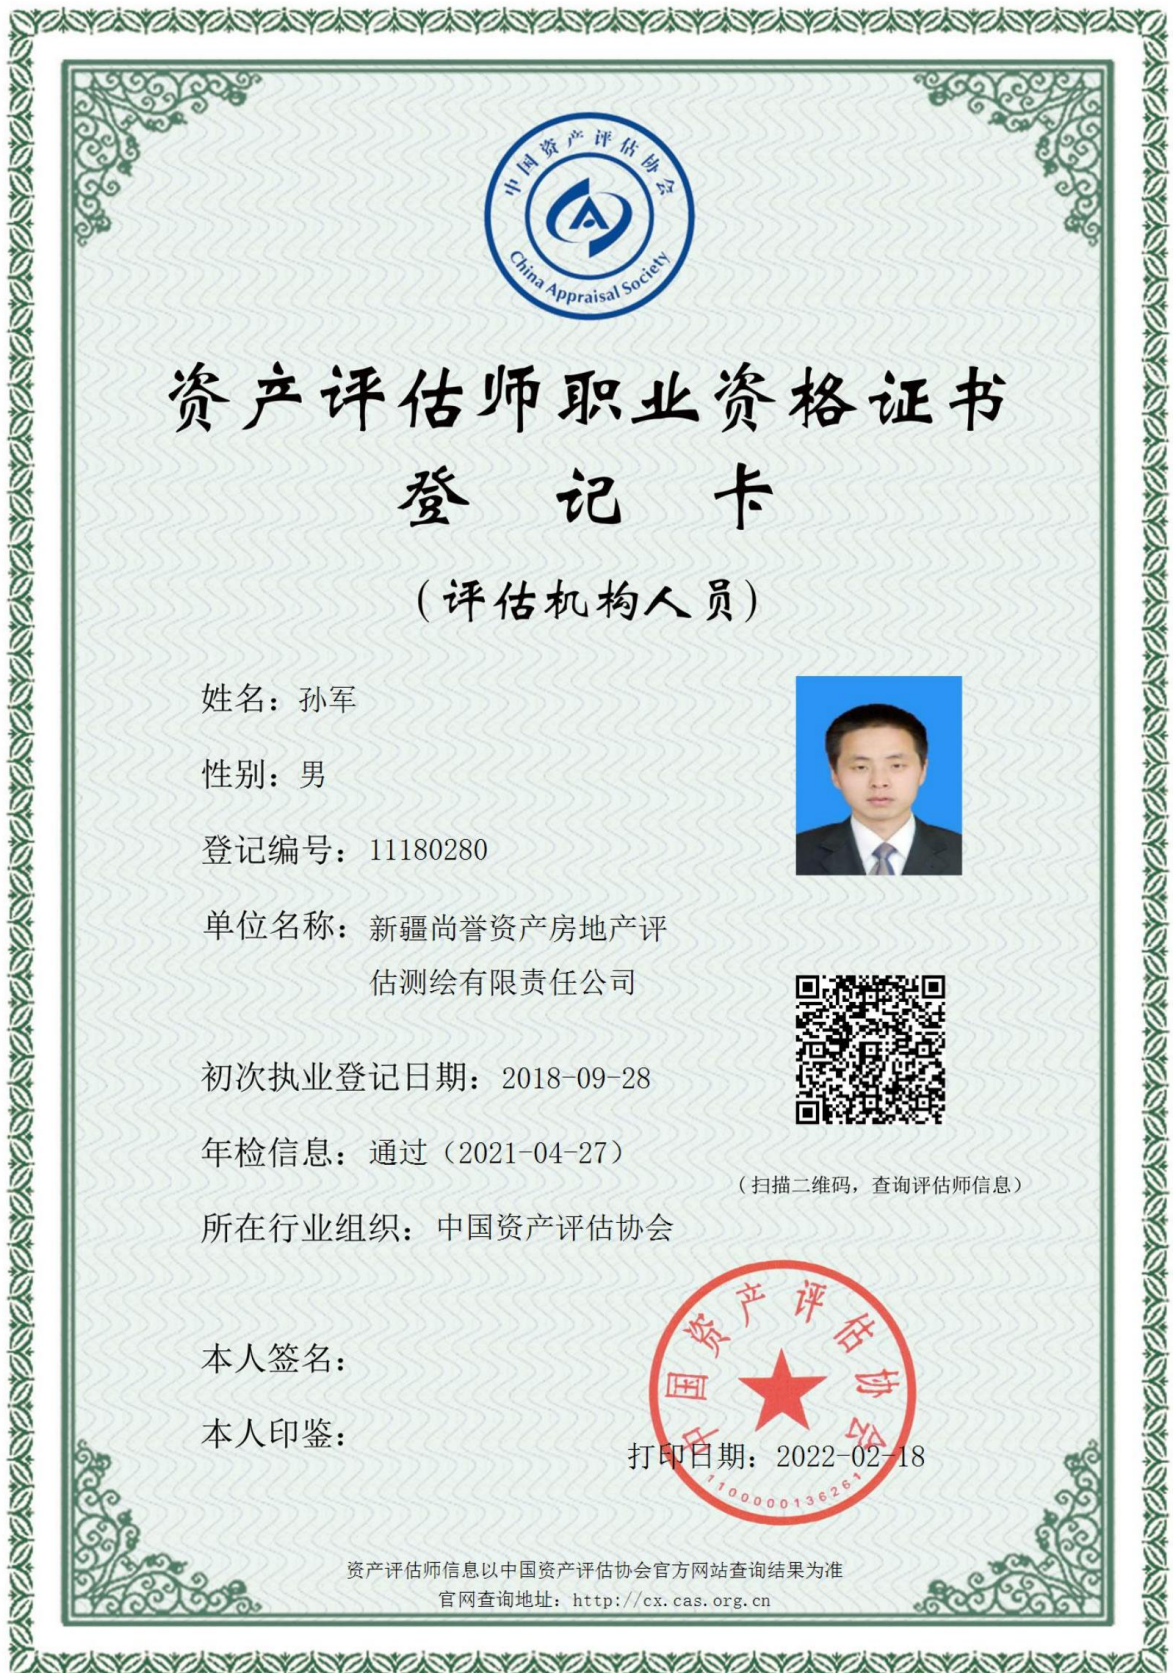 中国资产评估协会
China Appraisal Society
资产评估师职业资格证书
登记卡
(评估机构人员)
姓名：孙军
性别：男
登记编号：11180280
单位名称：新疆尚誉资产房地产评
估测绘有限责任公司
初次执业登记日期：2018-09-28
年检信息：通过（2021-04-27）
（扫描二维码，查询评估师信息）
所在行业组织：中国资产评估协会
本人签名：
本人印鉴：
中国资产评估协会
打印日期：2022-02-18
1100000136261
资产评估师信息以中国资产评估协会官方网站查询结果为准
官网查询地址：http://cx.cas.org.cn